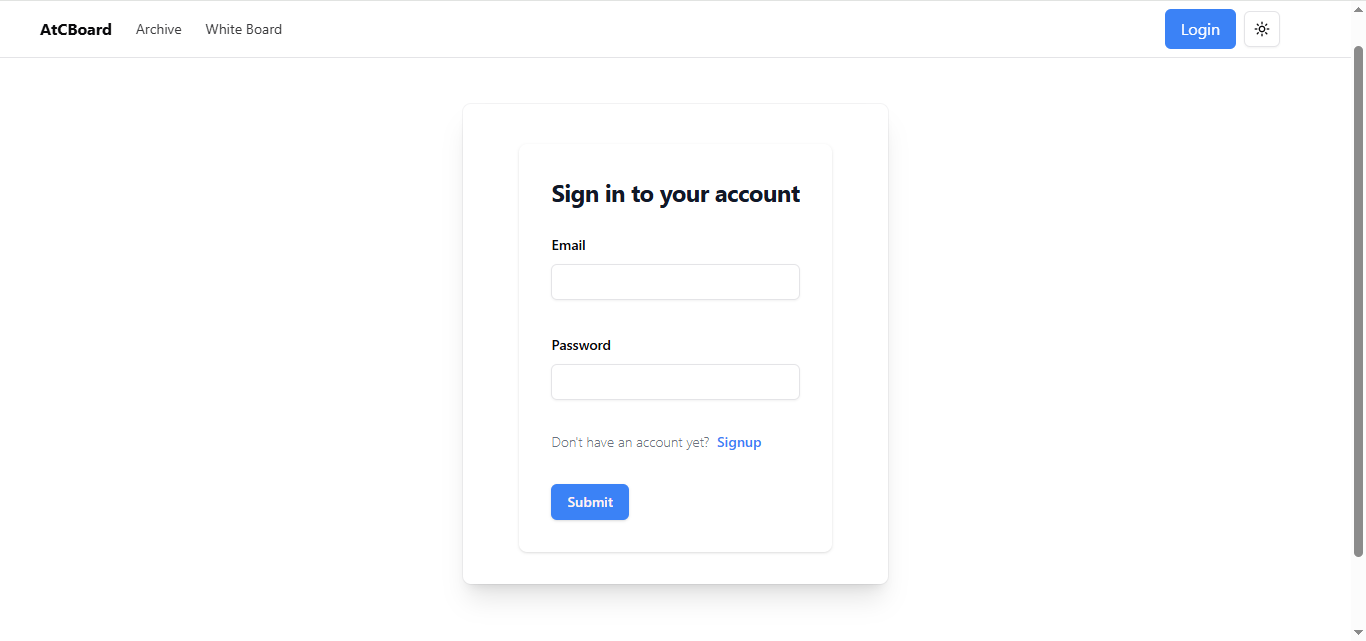 AtCBoard Archive White Board Login
Sign in to your account
Email
Password
Don't have an account yet? Signup
Submit